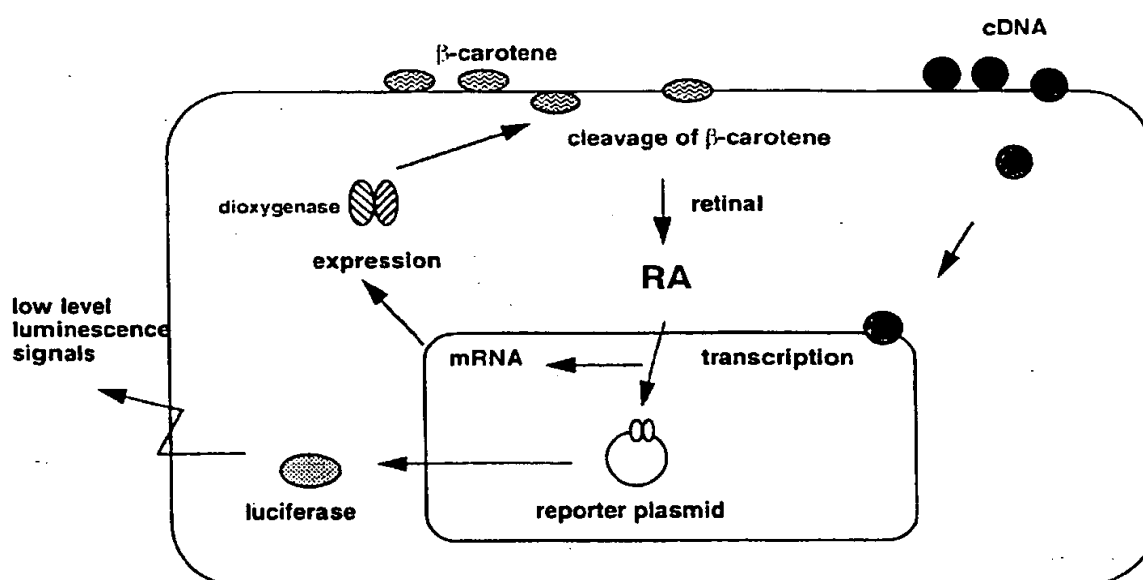 cDNA
β-carotene
cleavage of β-carotene
dioxygenase
retinal
expression
RA
low level
luminescence
signals
mRNA
transcription
luciferase
reporter plasmid